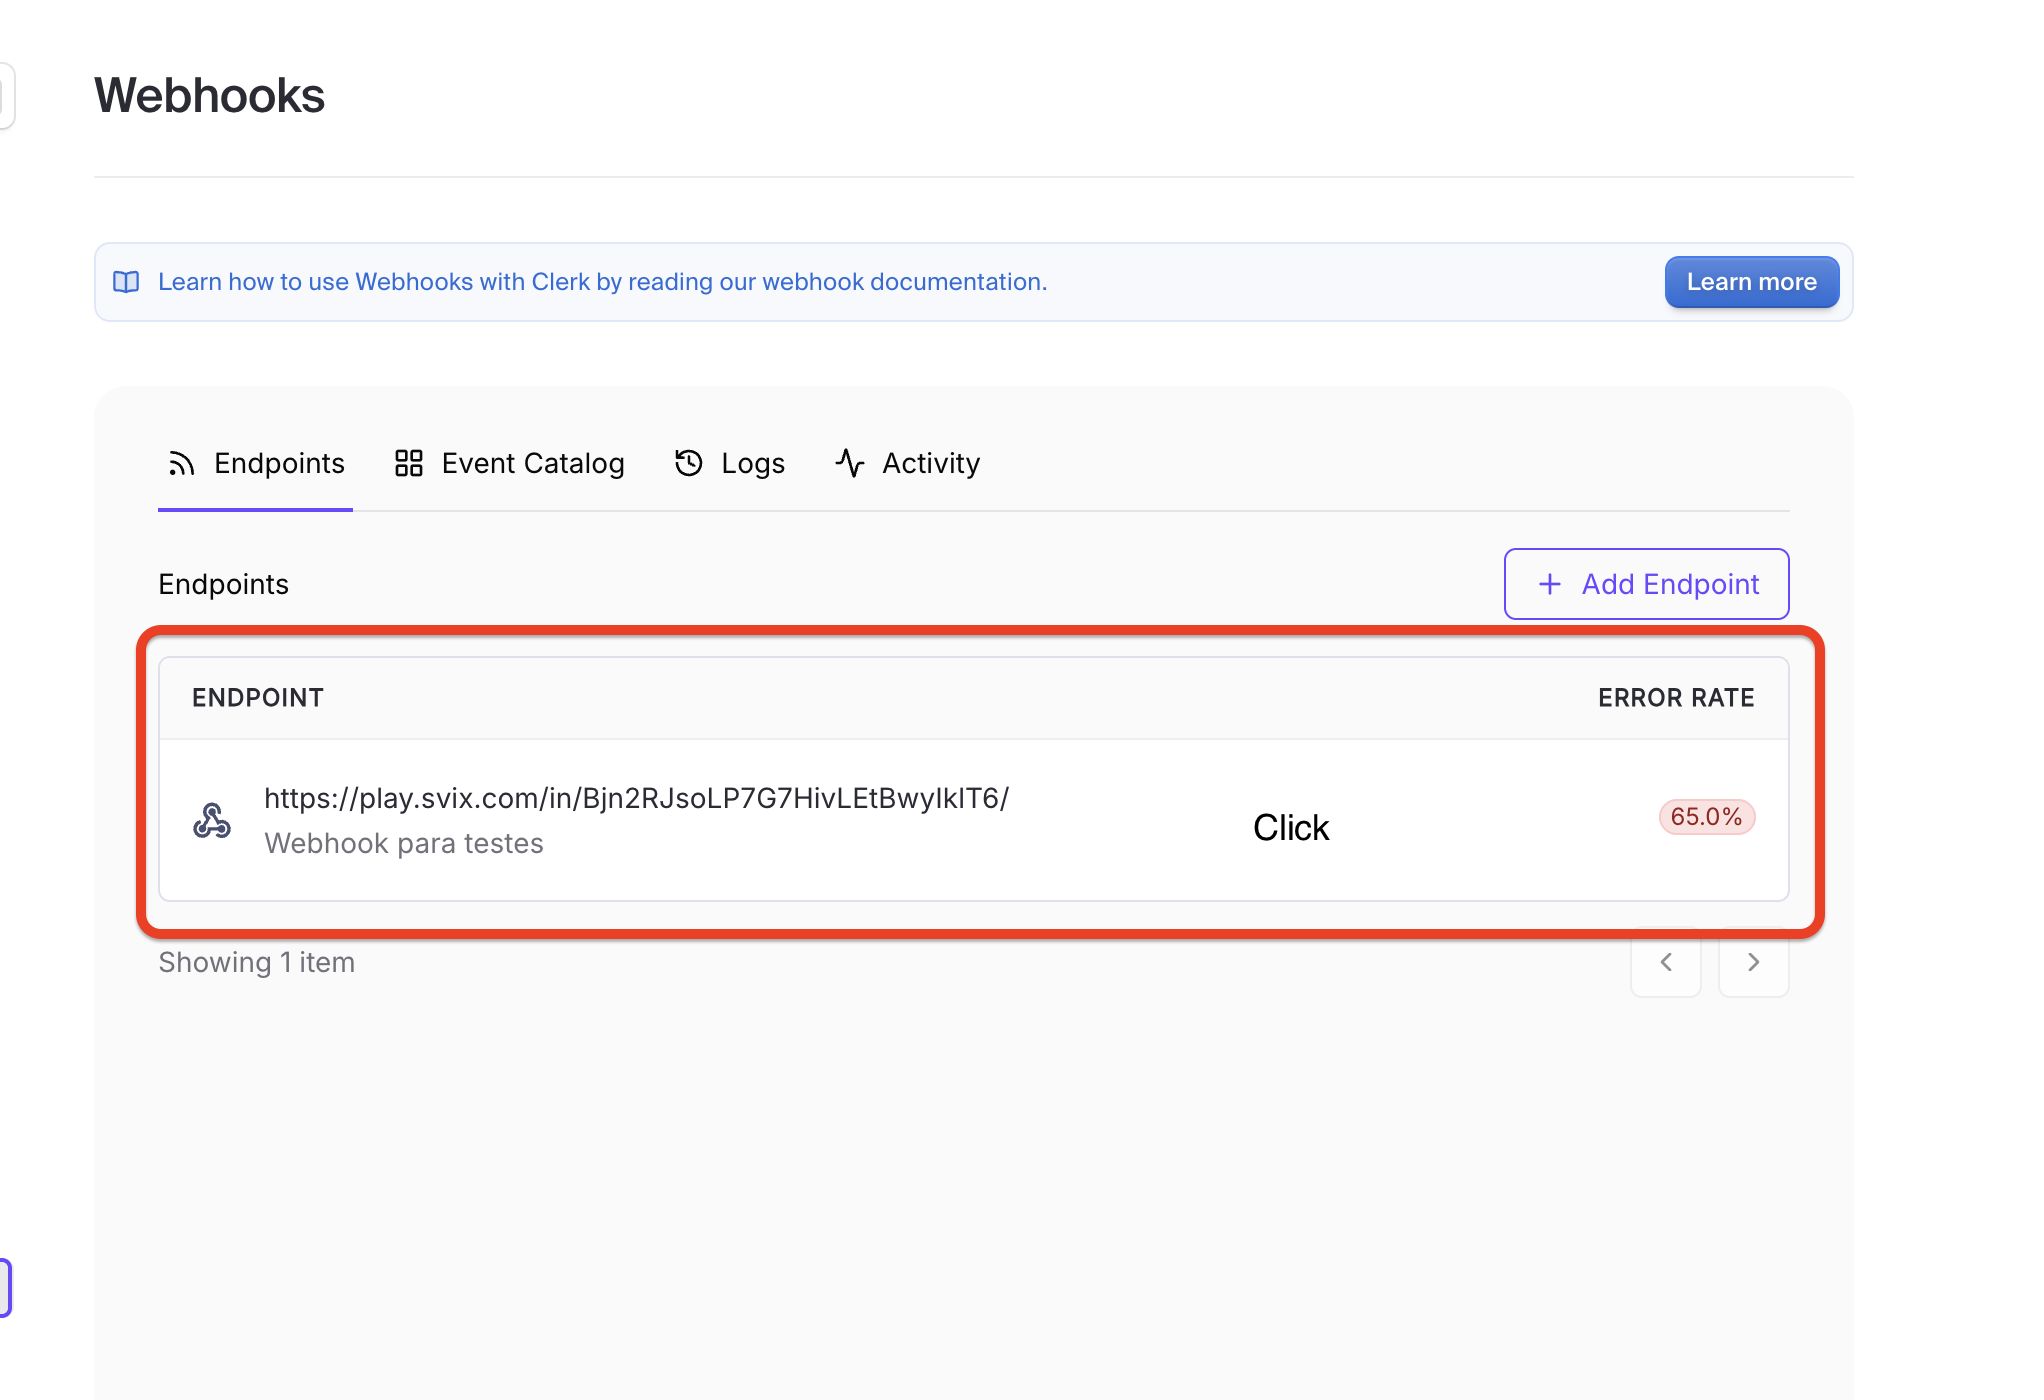 Webhooks
Learn how to use Webhooks with Clerk by reading our webhook documentation.
Learn more
Endpoints
Event Catalog
Logs
Activity
Endpoints
Add Endpoint
ENDPOINT
ERROR RATE
https://play.svix.com/in/Bjn2RJsoLP7G7HivLEtBwyIkIT6/
Webhook para testes
Click
65.0%
Showing 1 item